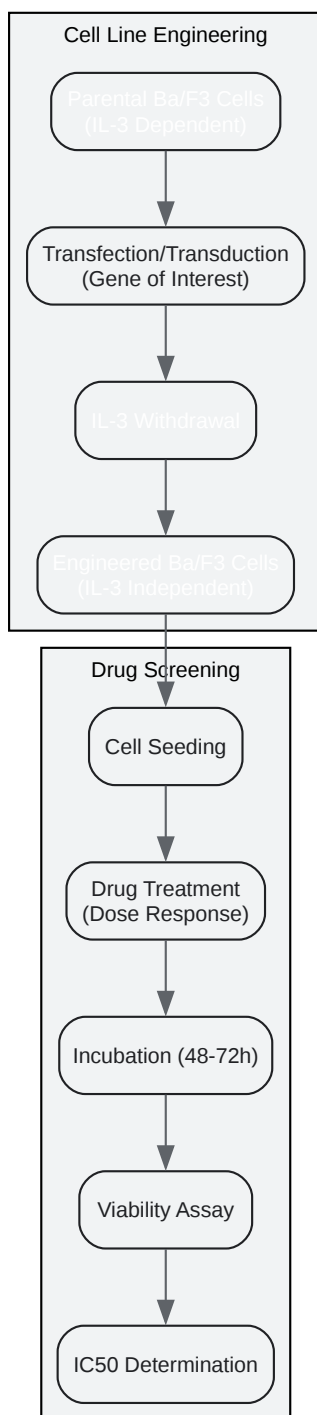 Cell Line Engineering
Parental Ba/F3 Cells
(IL-3 Dependent)
Transfection/Transduction
(Gene of Interest)
IL-3 Withdrawal
Engineered Ba/F3 Cells
(IL-3 Independent)
Drug Screening
Cell Seeding
Drug Treatment
(Dose Response)
Incubation (48-72h)
Viability Assay
IC50 Determination